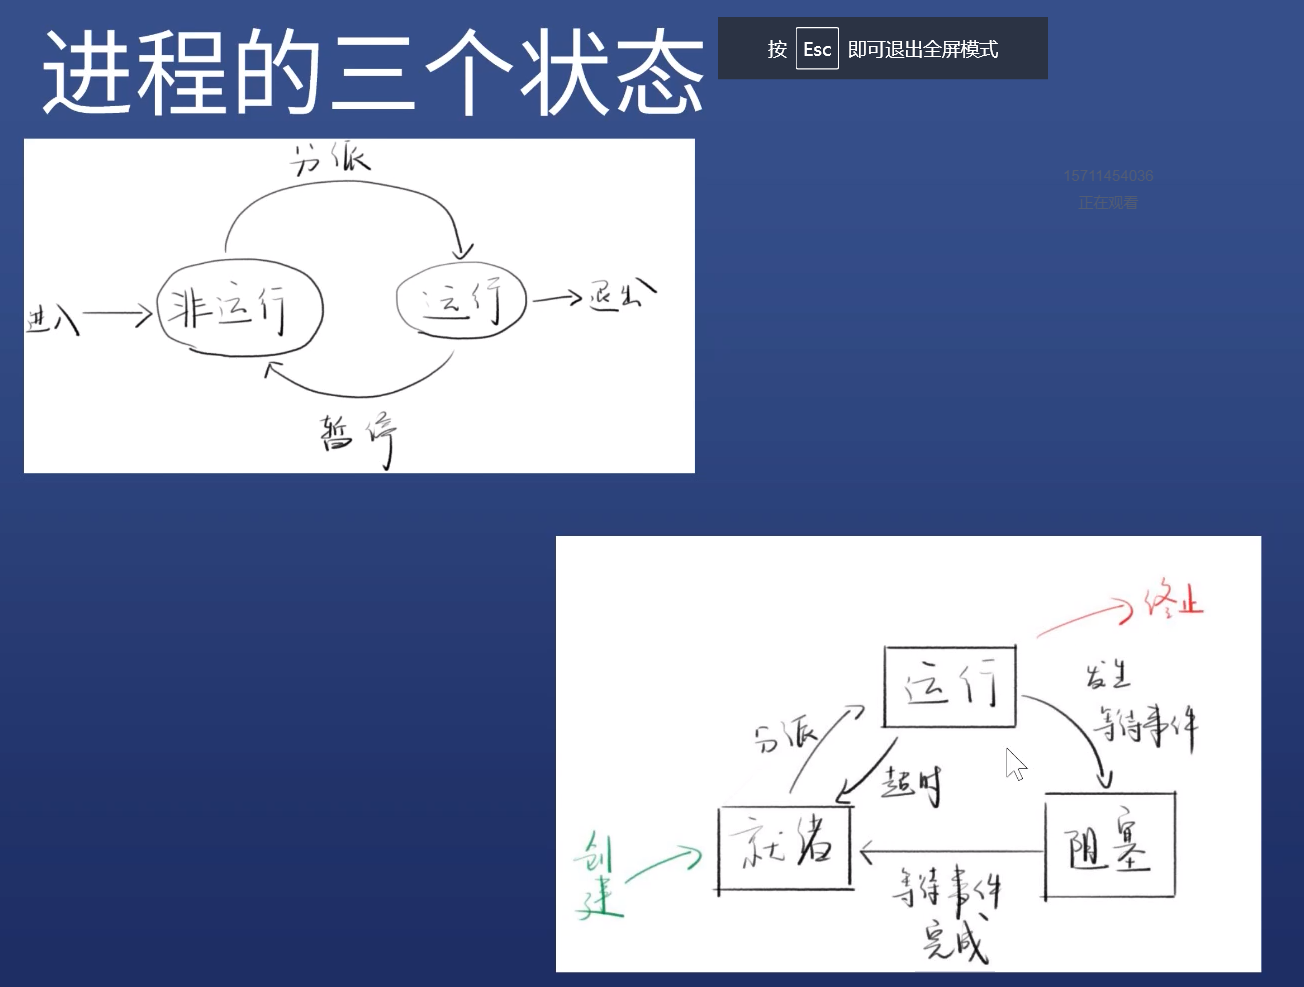 进程的三个状态
按 Esc 即可退出全屏模式
15711454036
正在观看
分派
进入
非运行
运行
退出
暂停
终止
运行
发生
等待事件
分派
超时
创建
就绪
阻塞
等待事件
完成